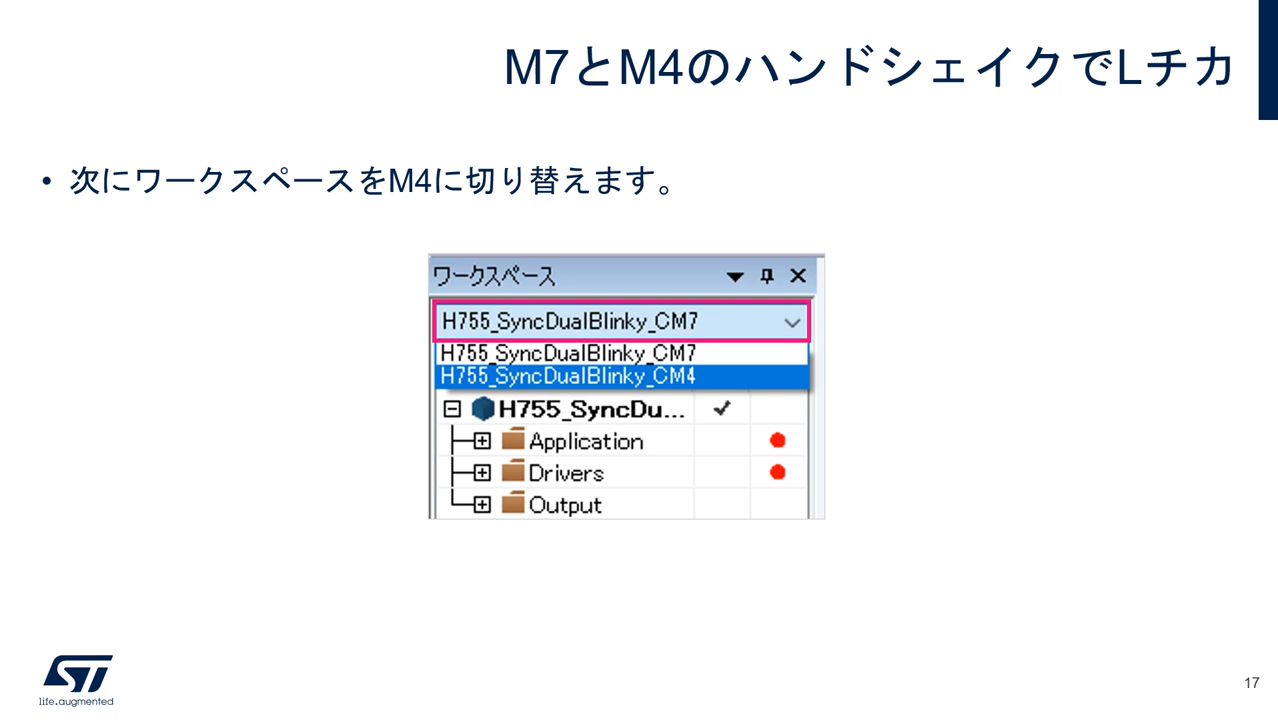 M7とM4のハンドシェイクでLチカ
• 次にワークスペースをM4に切り替えます。
ワークスペース
H755_SyncDualBlinky_CM7
H755_SyncDualBlinky_CM7
H755_SyncDualBlinky_CM4
H755_SyncDu...
Application
Drivers
Output
ST
life.augmented
17